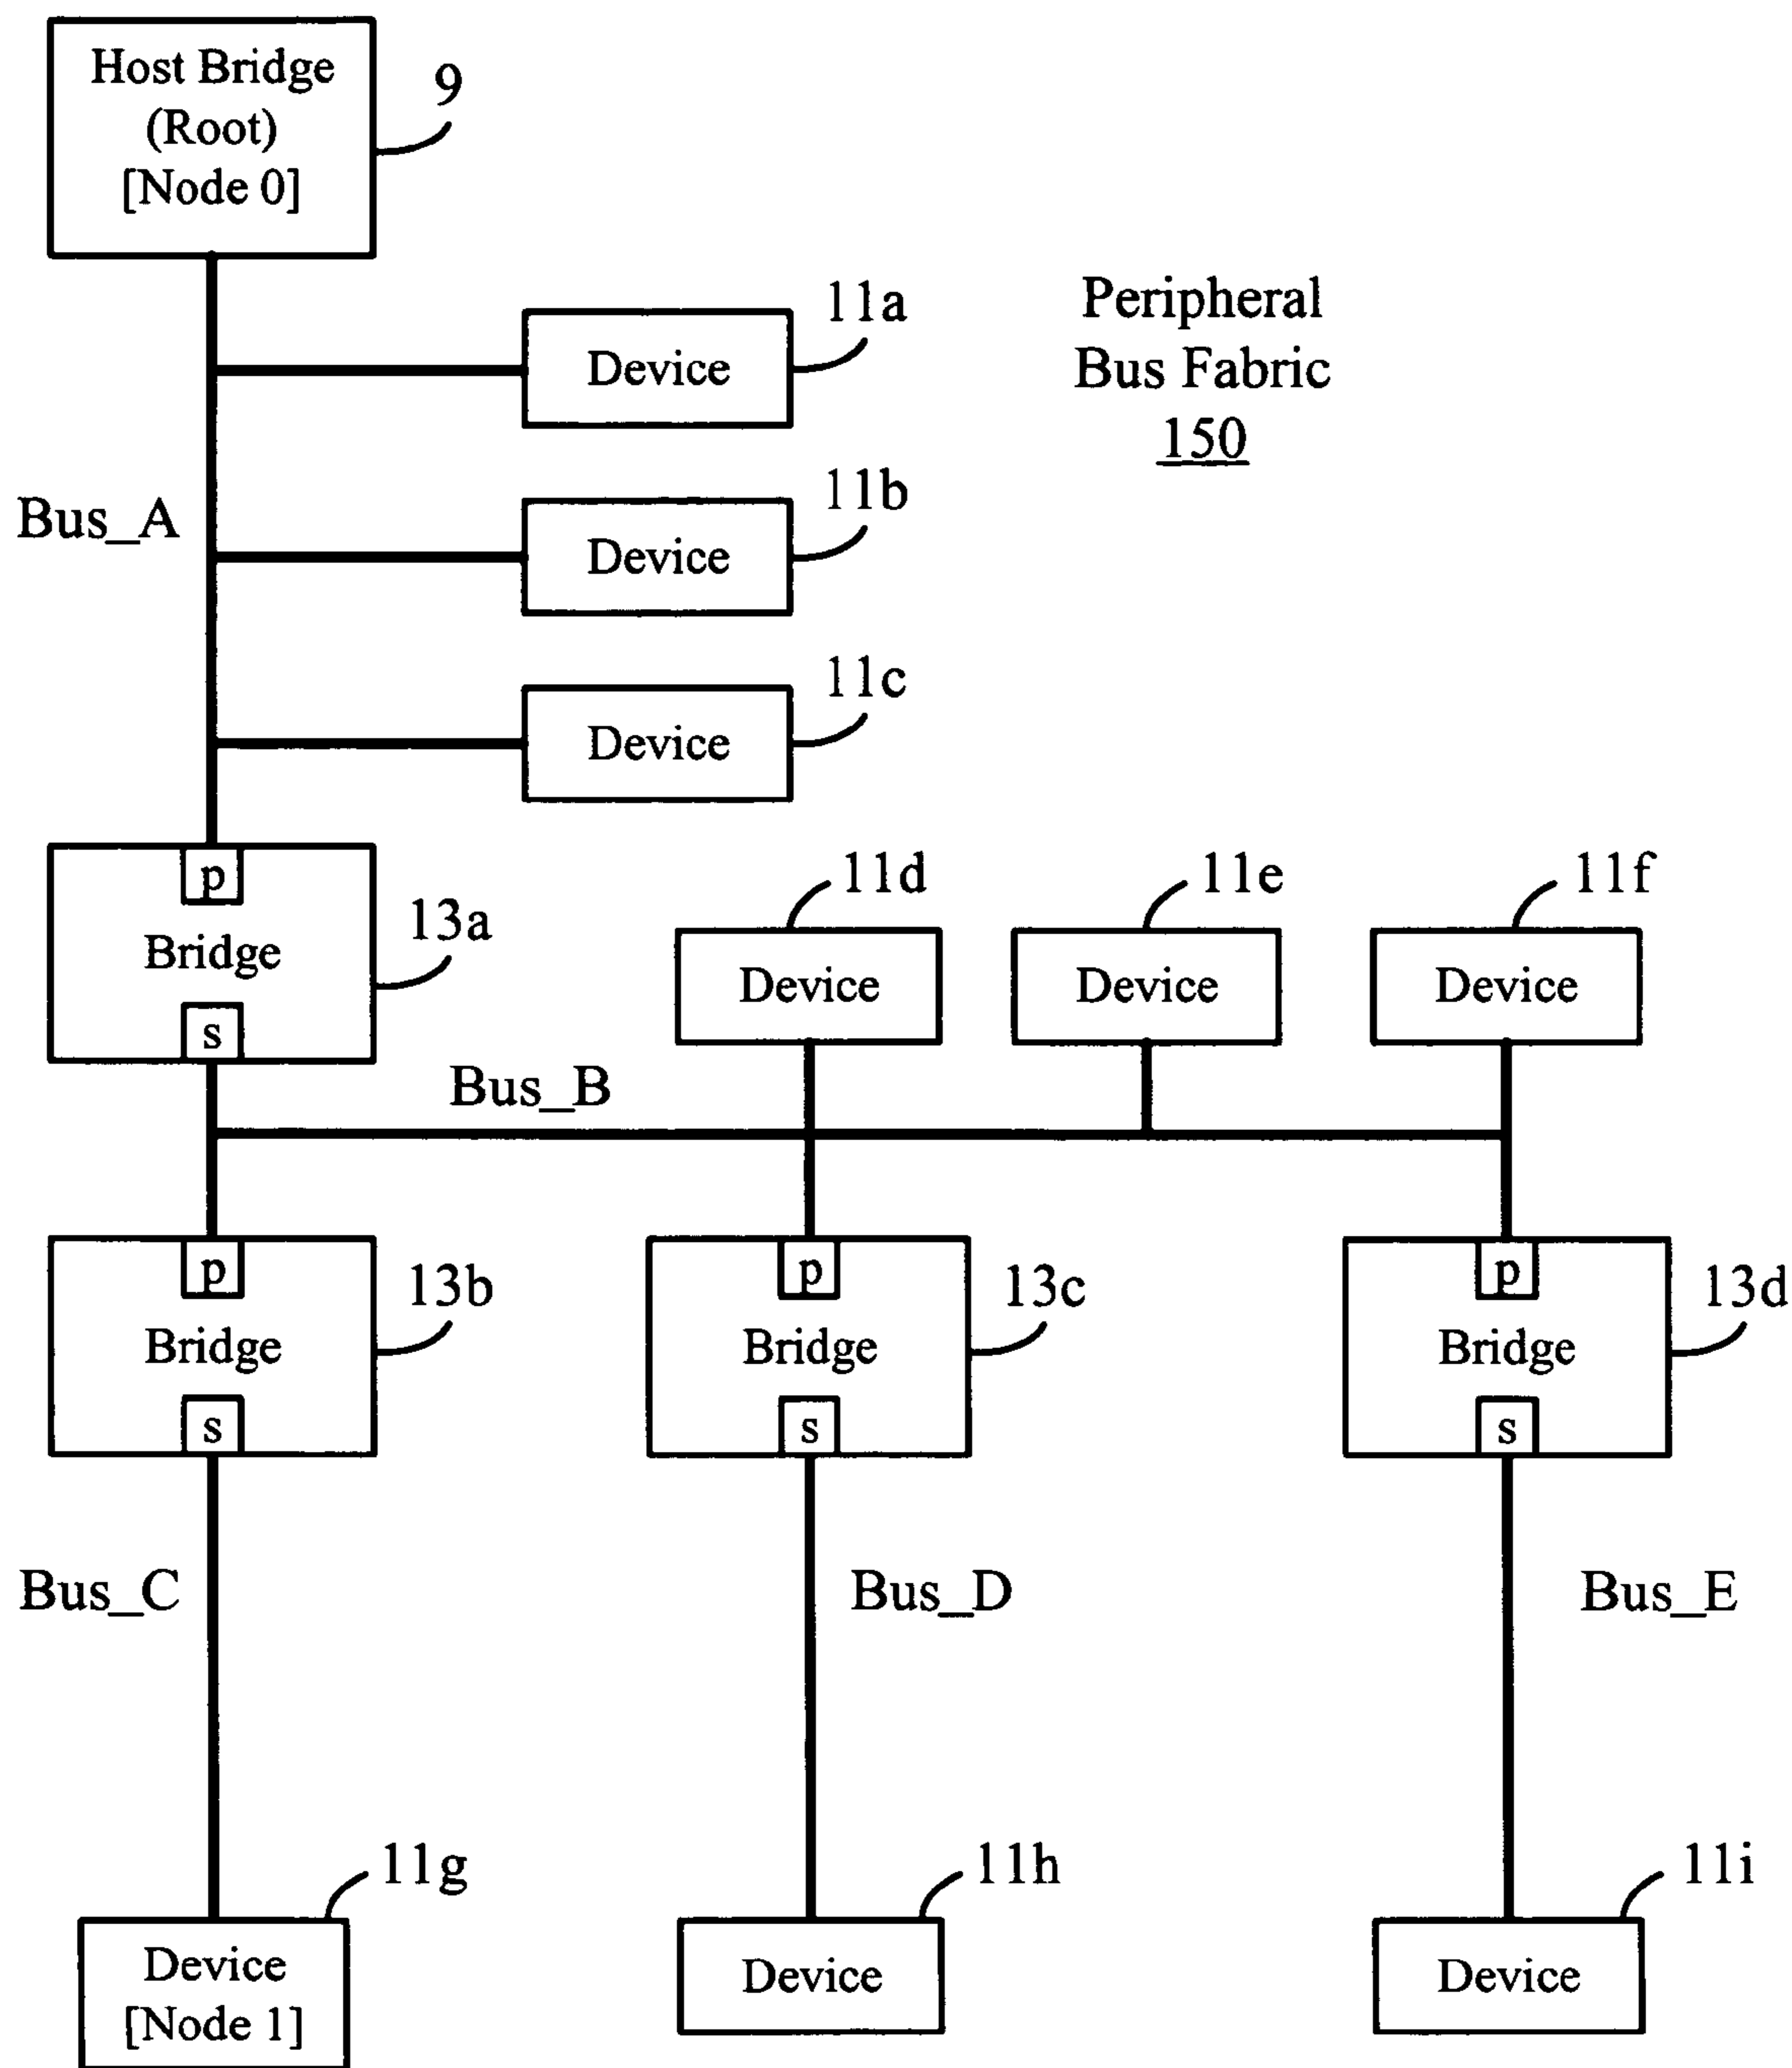 Host Bridge
(Root)
[Node 0]
9
Peripheral
Bus Fabric
150
11a
Device
Bus_A
11b
Device
11c
Device
p
Bridge
s
13a
11d
Device
11e
Device
11f
Device
Bus_B
p
Bridge
s
13b
p
Bridge
s
13c
p
Bridge
s
13d
Bus_C
Bus_D
Bus_E
11g
Device
[Node 1]
11h
Device
11i
Device